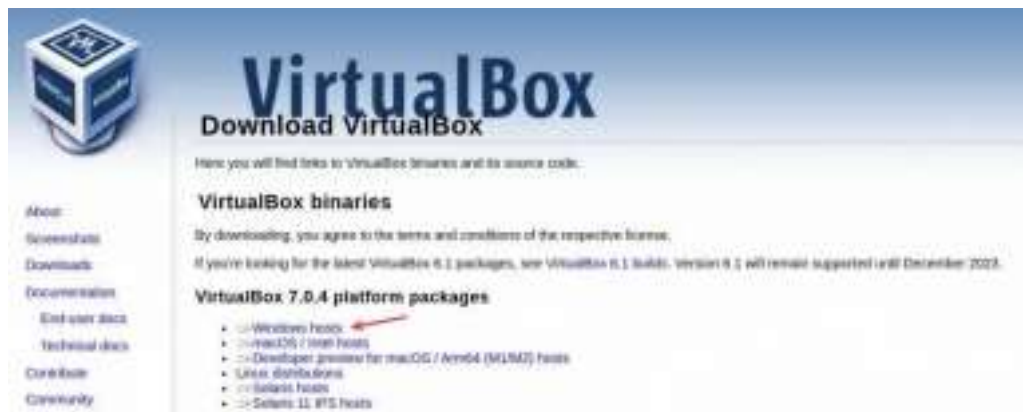 VirtualBox
Download VirtualBox
Here you will find links to VirtualBox binaries and its source code.
VirtualBox binaries
By downloading, you agree to the terms and conditions of the respective license.
If you're looking for the latest VirtualBox 6.1 packages, see VirtualBox 6.1 builds. Version 6.1 will remain supported until December 2023.
VirtualBox 7.0.4 platform packages
Windows hosts
macOS / Intel hosts
Developer preview for macOS / Arm64 (M1/M2) hosts
Linux distributions
Solaris hosts
Solaris 11 IPS hosts
About
Screenshots
Downloads
Documentation
End-user docs
Technical docs
Contribute
Community